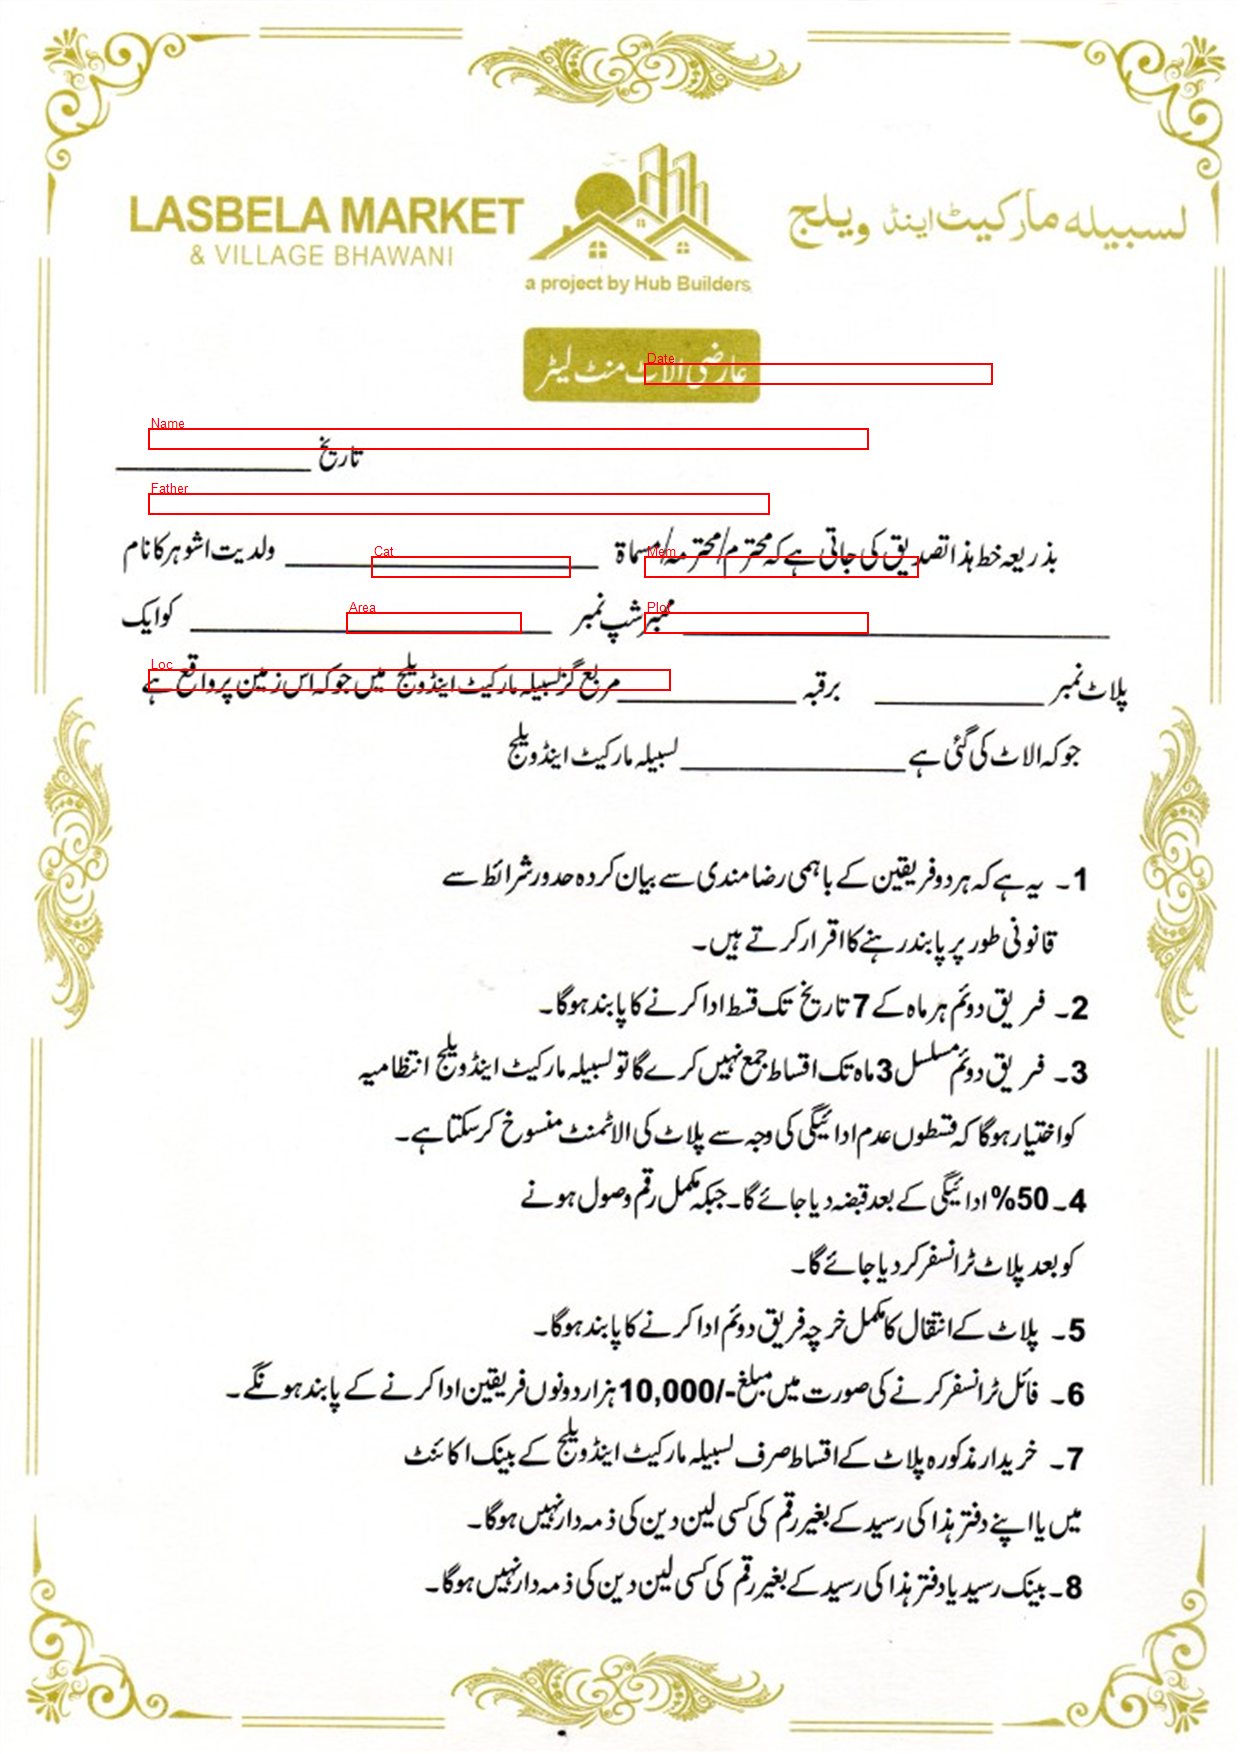 LASBELA MARKET
& VILLAGE BHAWANI
a project by Hub Builders
لسبیلہ مارکیٹ اینڈ ویلج
عارضی الاٹ منٹ لیٹر
Date
Name
تاریخ ____________
Father
بذریعہ خط ہذا تصدیق کی جاتی ہے کہ محترم/محترمہ/مسماۃ ____________ ولدیت اشوہر کا نام
Cat
Mem
____________ ممبر شپ نمبر ____________ کو ایک
Area
Plot
پلاٹ نمبر ____________ برقبہ ____________ مربع گز لسبیلہ مارکیٹ اینڈ ویلج میں جو کہ اس زمین پر واقع ہے
Loc
جو کہ الاٹ کی گئی ہے ____________ لسبیلہ مارکیٹ اینڈ ویلج
1۔ یہ ہے کہ ہر دو فریقین کے باہمی رضا مندی سے بیان کردہ حدور شرائط سے
قانونی طور پر پابند رہنے کا اقرار کرتے ہیں۔
2۔ فریق دوئم ہر ماہ کے 7 تاریخ تک قسط ادا کرنے کا پابند ہوگا۔
3۔ فریق دوئم مسلسل 3 ماہ تک اقساط جمع نہیں کرے گا تو لسبیلہ مارکیٹ اینڈ ویلج انتظامیہ
کو اختیار ہوگا کہ قسطوں عدم ادائیگی کی وجہ سے پلاٹ کی الاٹمنٹ منسوخ کر سکتا ہے۔
4۔ 50% ادائیگی کے بعد قبضہ دیا جائے گا۔ جبکہ مکمل رقم وصول ہونے
کو بعد پلاٹ ٹرانسفر کر دیا جائے گا۔
5۔ پلاٹ کے انتقال کا مکمل خرچہ فریق دوئم ادا کرنے کا پابند ہوگا۔
6۔ فائل ٹرانسفر کرنے کی صورت میں مبلغ -/10,000 ہزار دونوں فریقین ادا کرنے کے پابند ہونگے۔
7۔ خریدار مذکورہ پلاٹ کے اقساط صرف لسبیلہ مارکیٹ اینڈ ویلج کے بینک اکائنٹ
میں یا اپنے دفتر ہذا کی رسید کے بغیر رقم کی کسی لین دین کی ذمہ دار نہیں ہوگا۔
8۔ بینک رسید یا دفتر ہذا کی رسید کے بغیر رقم کی کسی لین دین کی ذمہ دار نہیں ہوگا۔